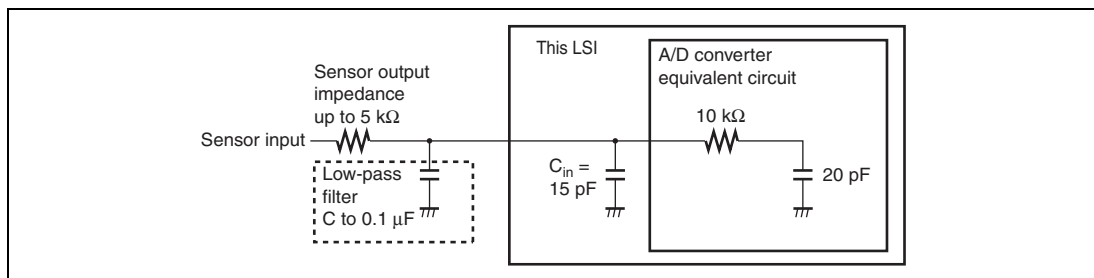 This LSI
A/D converter
equivalent circuit
Sensor output
impedance
up to 5 kΩ
10 kΩ
Sensor input
Low-pass
filter
C to 0.1 μF
Cin =
15 pF
20 pF